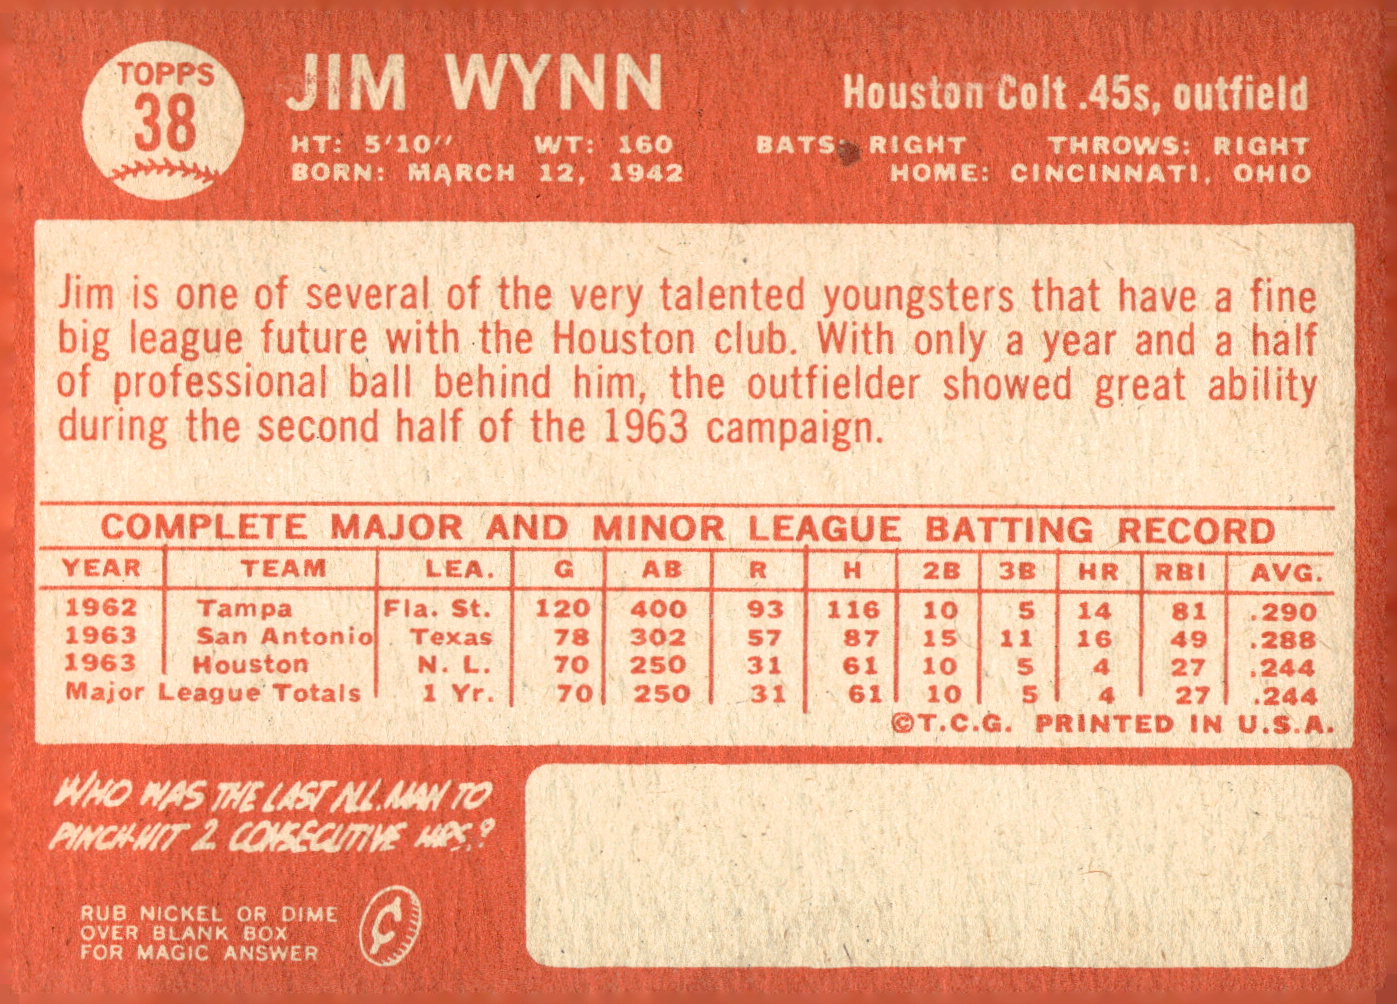 TOPPS
38
JIM WYNN
Houston Colt .45s, outfield
HT: 5'10" WT: 160 BATS: RIGHT THROWS: RIGHT
BORN: MARCH 12, 1942 HOME: CINCINNATI, OHIO
Jim is one of several of the very talented youngsters that have a fine
big league future with the Houston club. With only a year and a half
of professional ball behind him, the outfielder showed great ability
during the second half of the 1963 campaign.
COMPLETE MAJOR AND MINOR LEAGUE BATTING RECORD
YEAR TEAM LEA. G AB R H 2B 3B HR RBI AVG.
1962 Tampa Fla. St. 120 400 93 116 10 5 14 81 .290
1963 San Antonio Texas 78 302 57 87 15 11 16 49 .288
1963 Houston N. L. 70 250 31 61 10 5 4 27 .244
Major League Totals 1 Yr. 70 250 31 61 10 5 4 27 .244
©T.C.G. PRINTED IN U.S.A.
WHO WAS THE LAST N.L. MAN TO
PINCH-HIT 2 CONSECUTIVE HRS.?
RUB NICKEL OR DIME
OVER BLANK BOX
FOR MAGIC ANSWER
¢